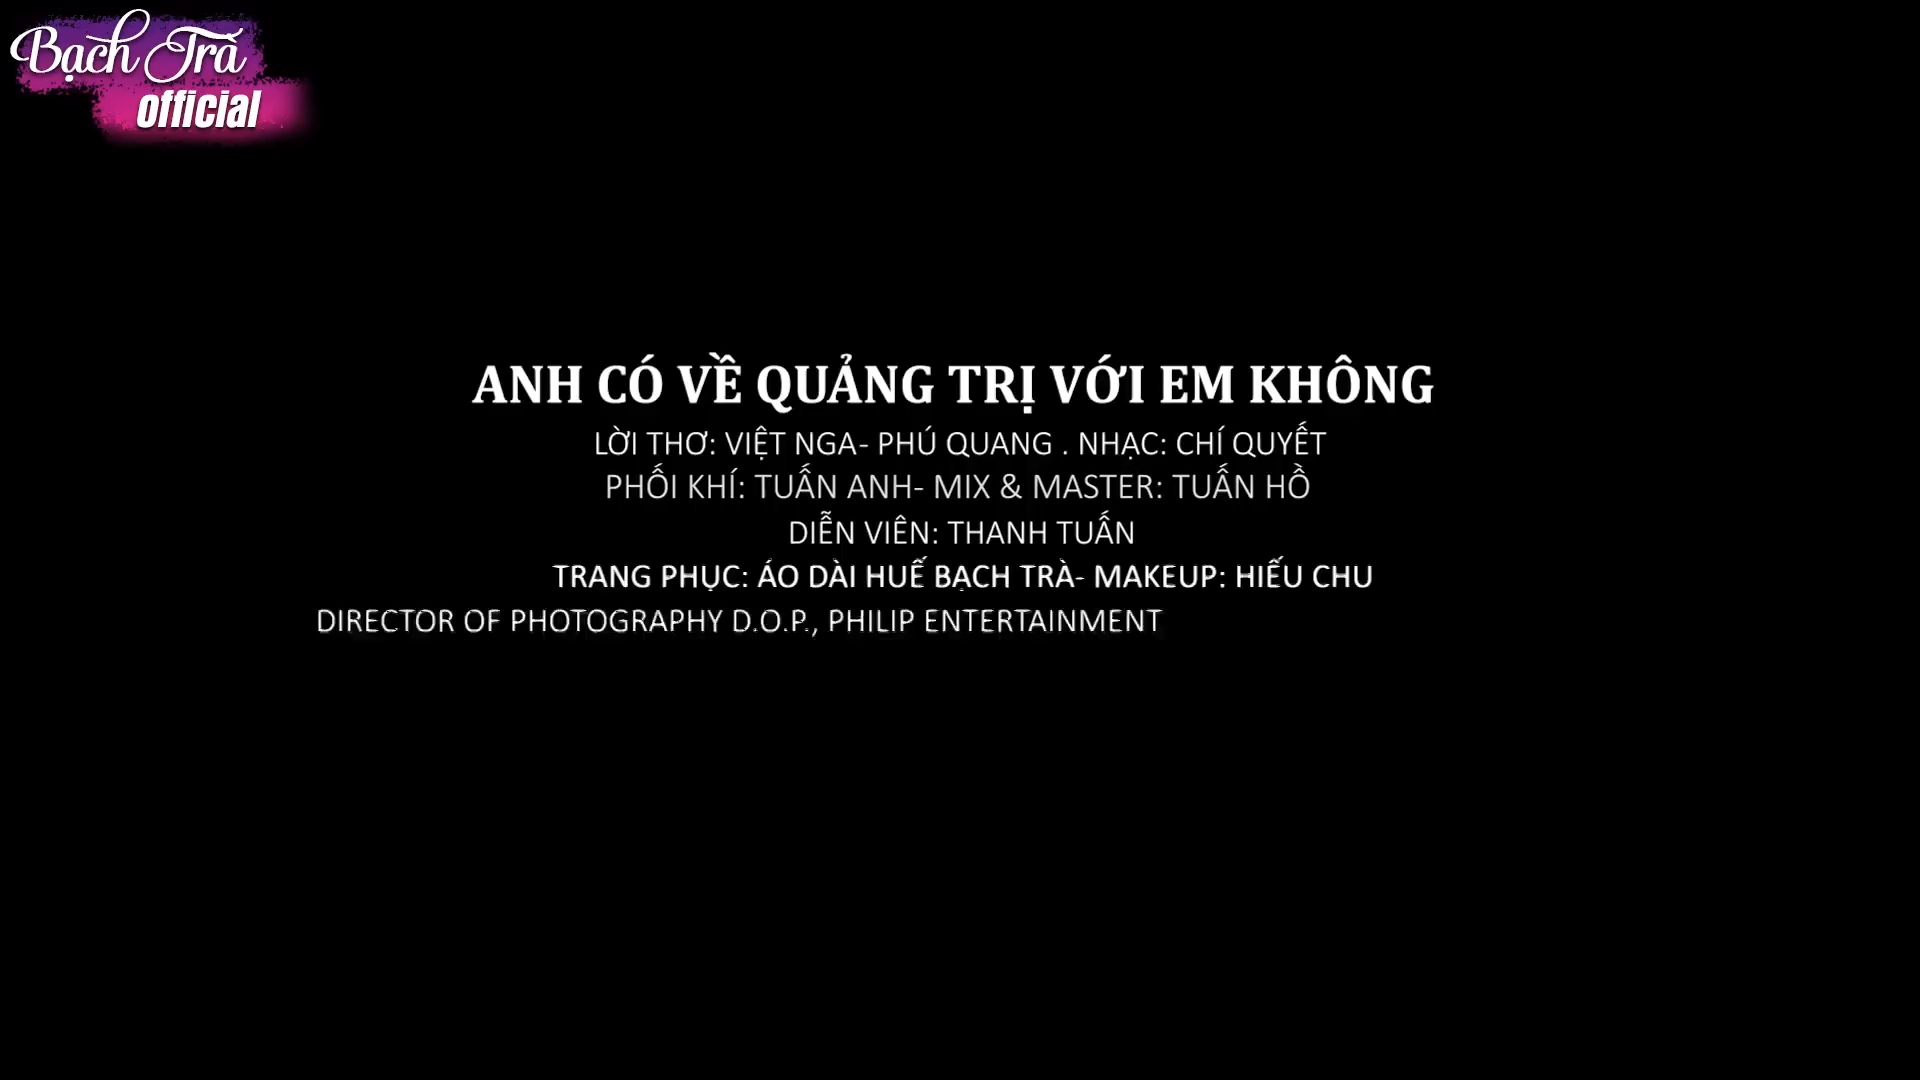 Bạch Trà
official
ANH CÓ VỀ QUẢNG TRỊ VỚI EM KHÔNG
LỜI THƠ: VIỆT NGA- PHÚ QUANG . NHẠC: CHÍ QUYẾT
PHỐI KHÍ: TUẤN ANH- MIX & MASTER: TUẤN HỒ
DIỄN VIÊN: THANH TUẤN
TRANG PHỤC: ÁO DÀI HUẾ BẠCH TRÀ- MAKEUP: HIẾU CHU
DIRECTOR OF PHOTOGRAPHY D.O.P., PHILIP ENTERTAINMENT